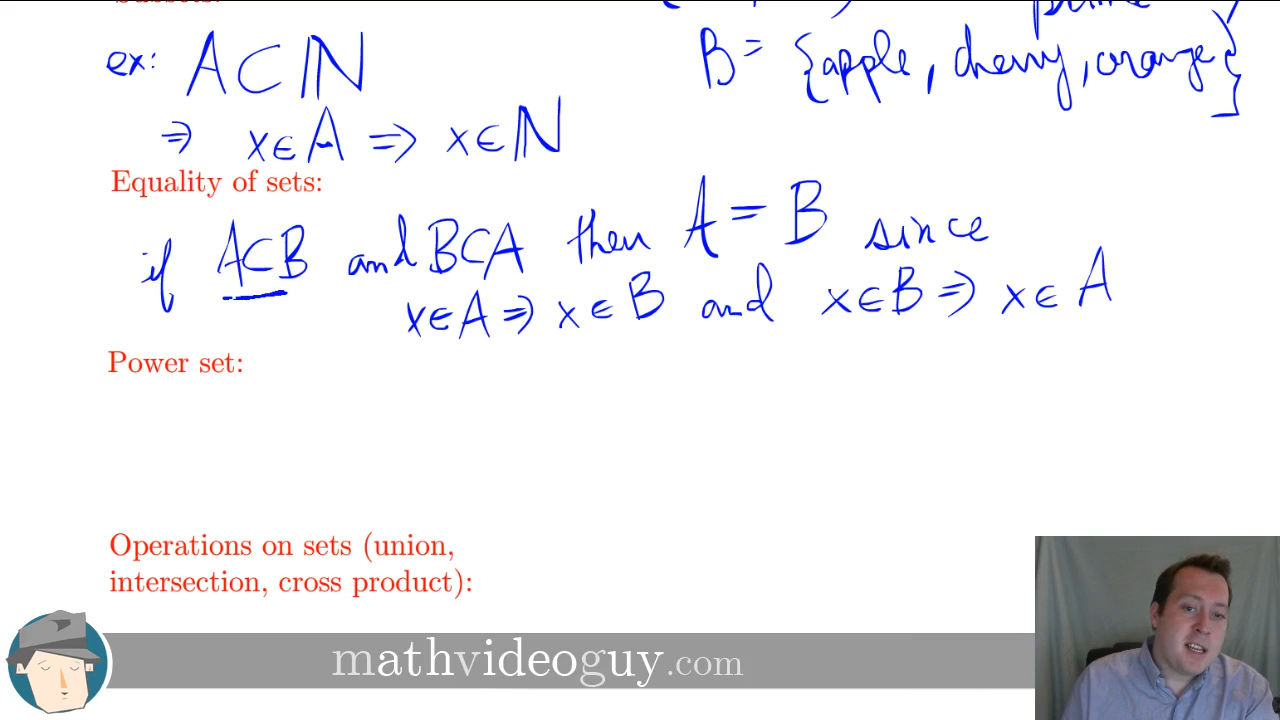 B = {apple, cherry, orange}
ex: A ⊂ ℕ
⇒ x ∈ A ⇒ x ∈ ℕ
Equality of sets:
if A⊂B and B⊂A then A = B since
x ∈ A ⇒ x ∈ B and x ∈ B ⇒ x ∈ A
Power set:
Operations on sets (union,
intersection, cross product):
mathvideoguy.com